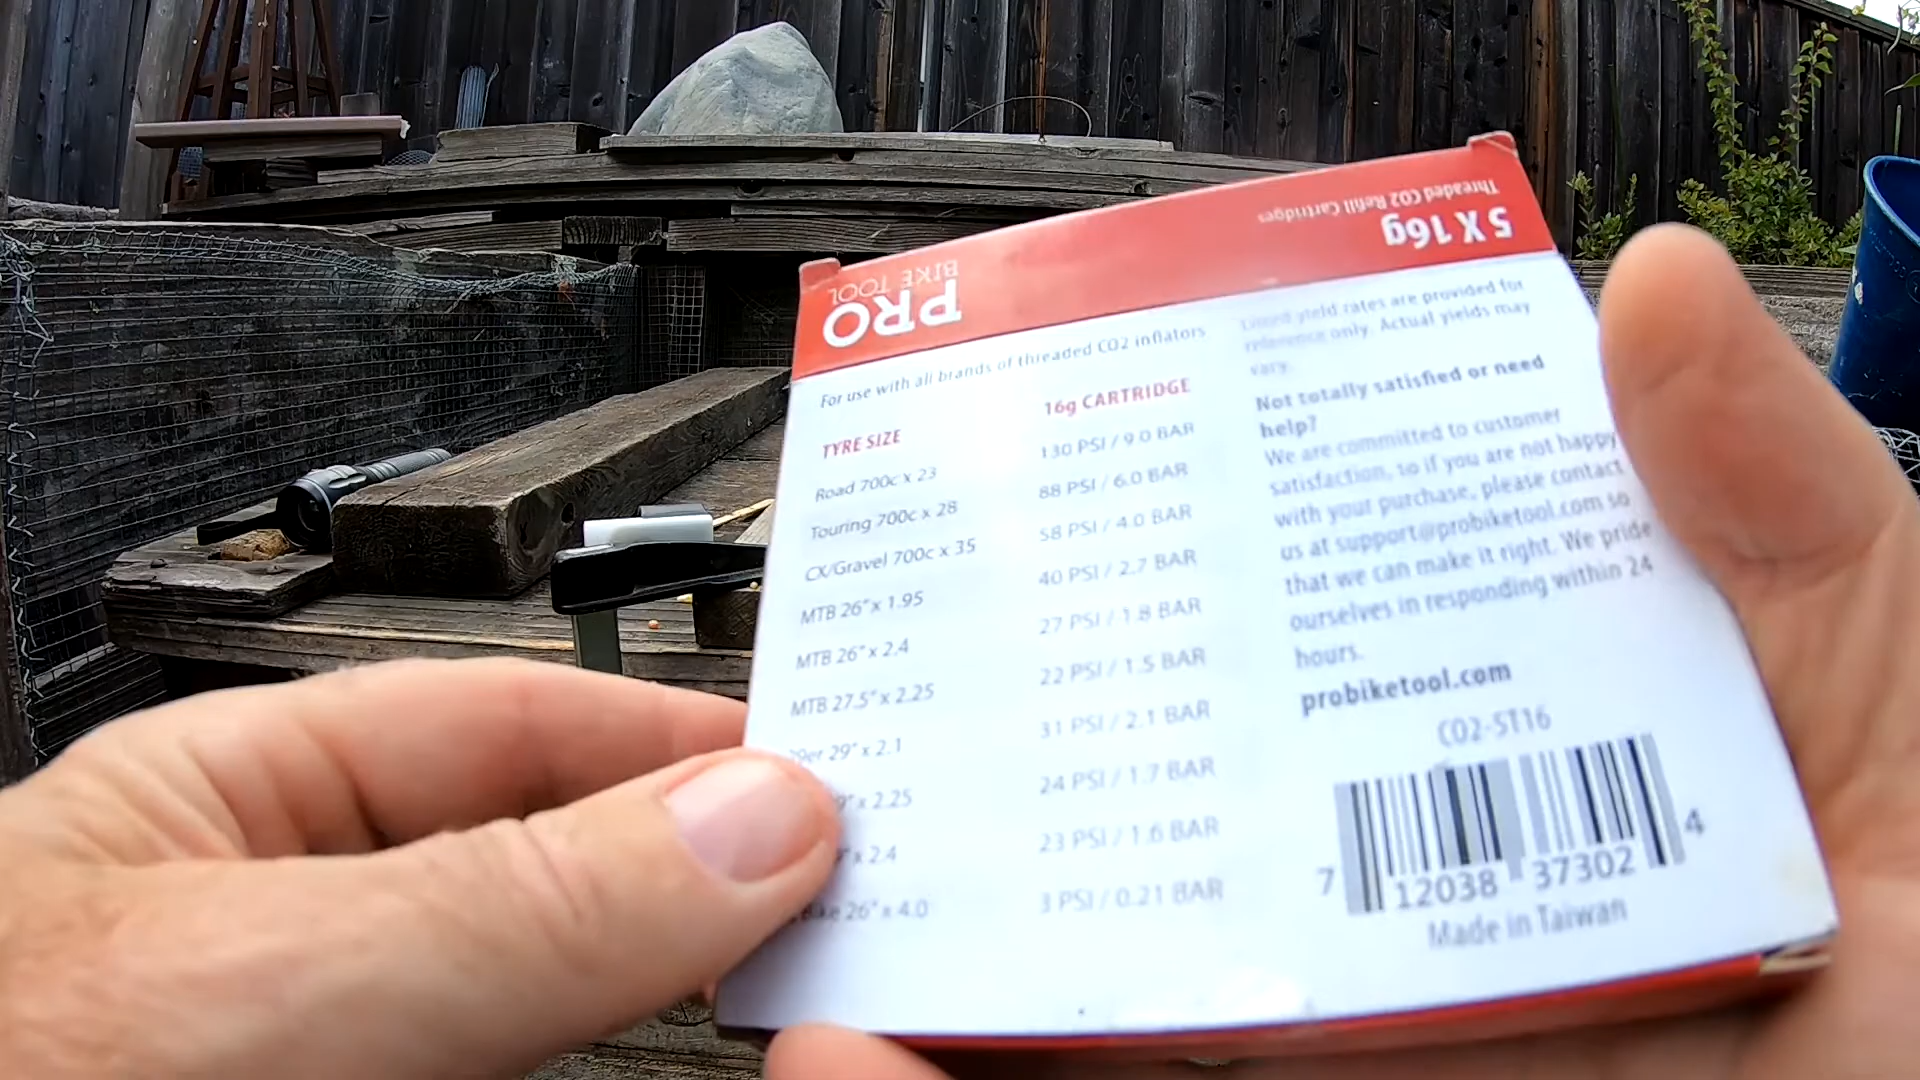 5 X 16g
Threaded CO2 Refill Cartridges
PRO
BIKE TOOL
For use with all brands of threaded CO2 inflators
TYRE SIZE 16g CARTRIDGE
Road 700c x 23 130 PSI / 9.0 BAR
Touring 700c x 28 88 PSI / 6.0 BAR
CX/Gravel 700c x 35 58 PSI / 4.0 BAR
MTB 26" x 1.95 40 PSI / 2.7 BAR
MTB 26" x 2.4 27 PSI / 1.8 BAR
MTB 27.5" x 2.25 22 PSI / 1.5 BAR
29" x 2.1 31 PSI / 2.1 BAR
x 2.25 24 PSI / 1.7 BAR
x 2.4 23 PSI / 1.6 BAR
26" x 4.0 3 PSI / 0.21 BAR
Listed yield rates are provided for
reference only. Actual yields may
vary.
Not totally satisfied or need
help?
We are committed to customer
satisfaction, so if you are not happy
with your purchase, please contact
us at support@probiketool.com so
that we can make it right. We pride
ourselves in responding within 24
hours.
probiketool.com
CO2-ST16
7 12038 37302 4
Made in Taiwan